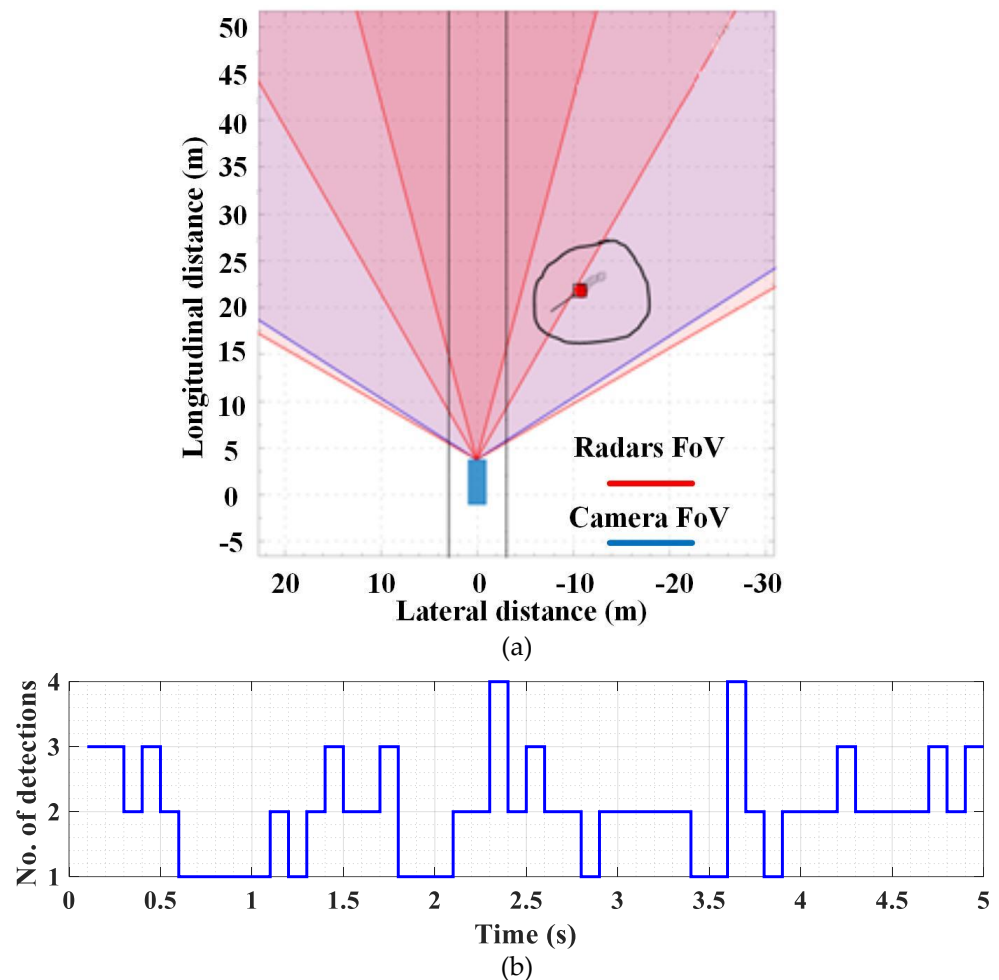 50
45
40
35
30
25
20
15
10
5
0
-5
Longitudinal distance (m)
Radars FoV
Camera FoV
20 10 0 -10 -20 -30
Lateral distance (m)
(a)
4
3
2
1
No. of detections
0 0.5 1 1.5 2 2.5 3 3.5 4 4.5 5
Time (s)
(b)